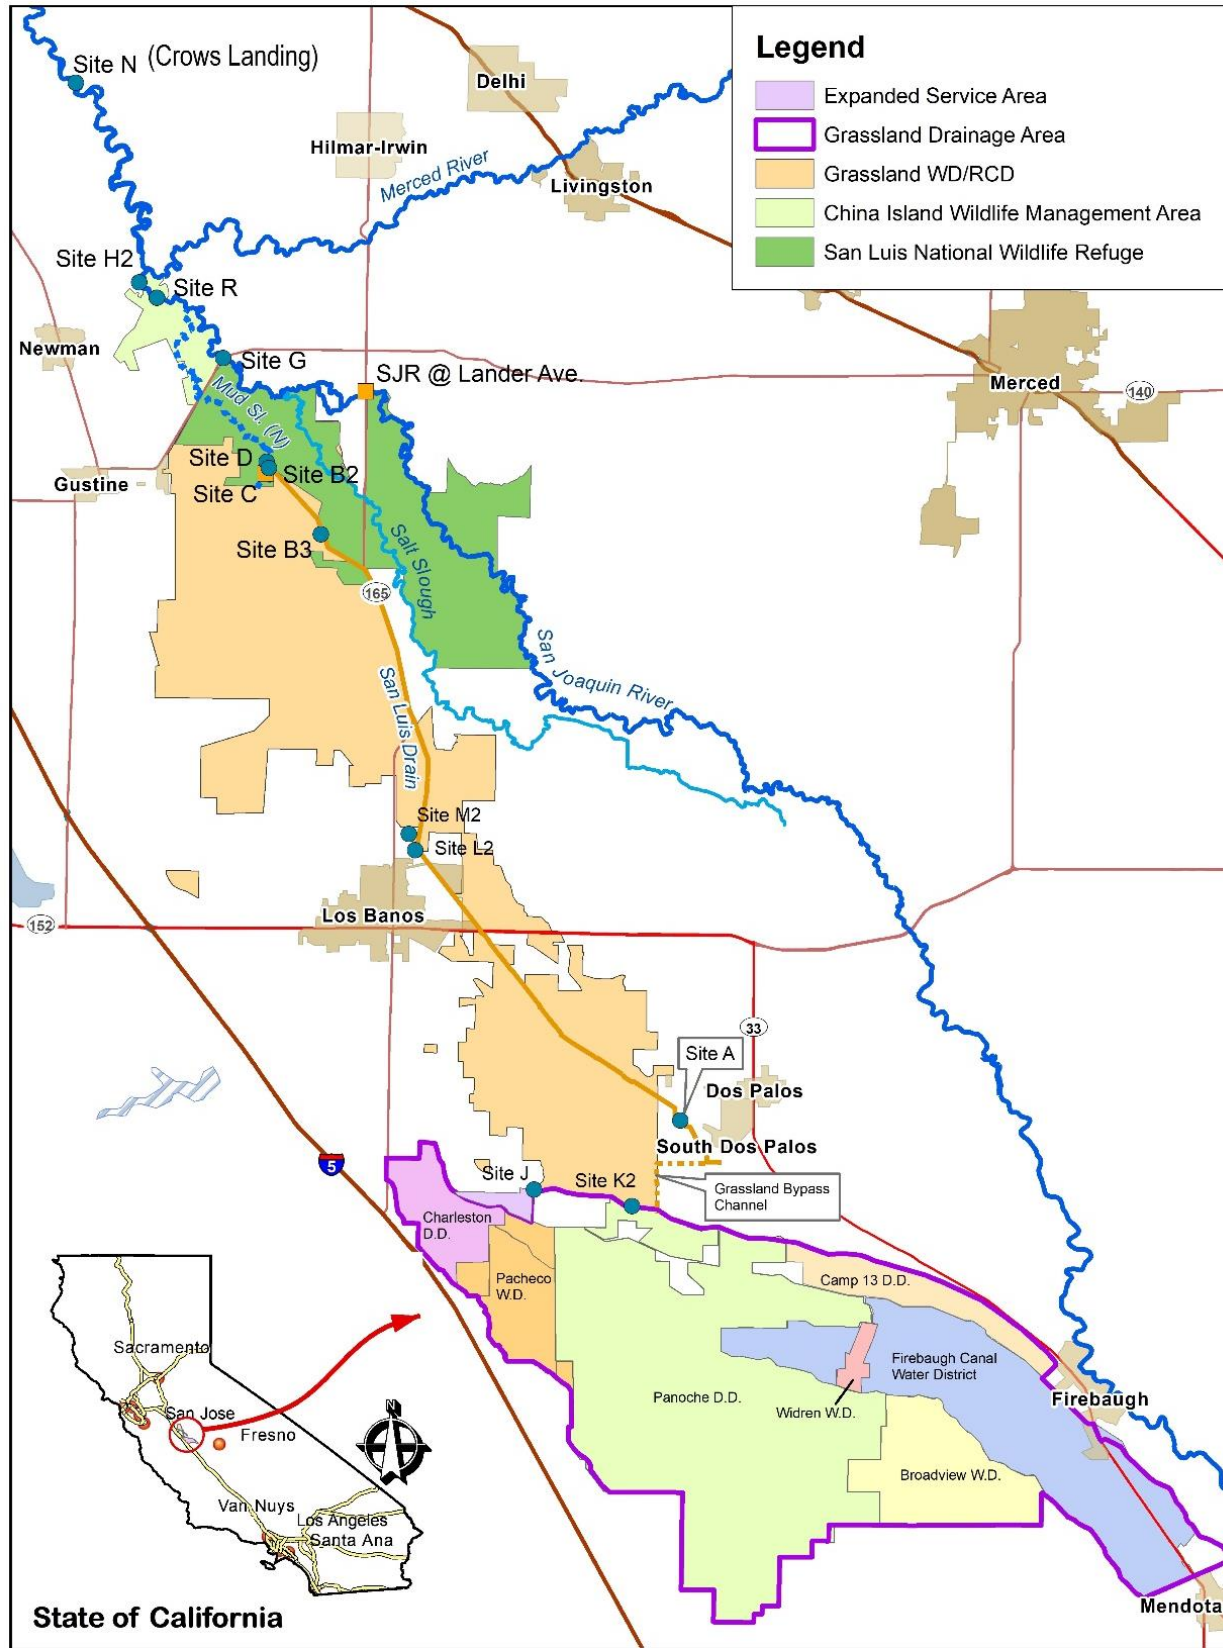 Site N (Crows Landing)
Delhi
Hilmar-Irwin
Merced River
Livingston
Legend
Expanded Service Area
Grassland Drainage Area
Grassland WD/RCD
China Island Wildlife Management Area
San Luis National Wildlife Refuge
Site H2
Site R
Newman
Site G
SJR @ Lander Ave.
Merced
140
Mud Sl. (N)
Site D
Site B2
Gustine
Site C
Site B3
Salt Slough
165
San Joaquin River
San Luis Drain
Site M2
Site L2
Los Banos
152
33
Site A
Dos Palos
South Dos Palos
5
Site J
Site K2
Grassland Bypass
Channel
Charleston
D.D.
Pacheco
W.D.
Camp 13 D.D.
Firebaugh Canal
Water District
Panoche D.D.
Widren W.D.
Firebaugh
Broadview W.D.
Mendota
N
Sacramento
San Jose
Fresno
Van Nuys
Los Angeles
Santa Ana
State of California